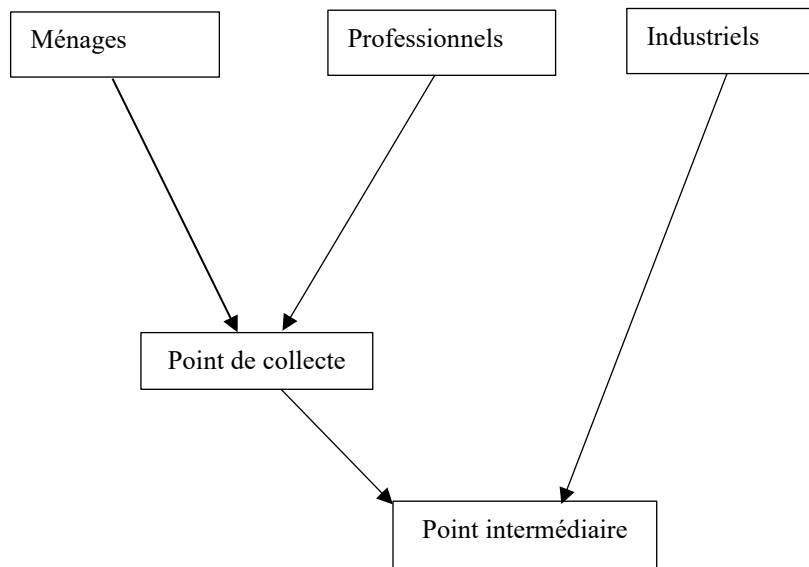 Ménages
Professionnels
Industriels
Point de collecte
Point intermédiaire